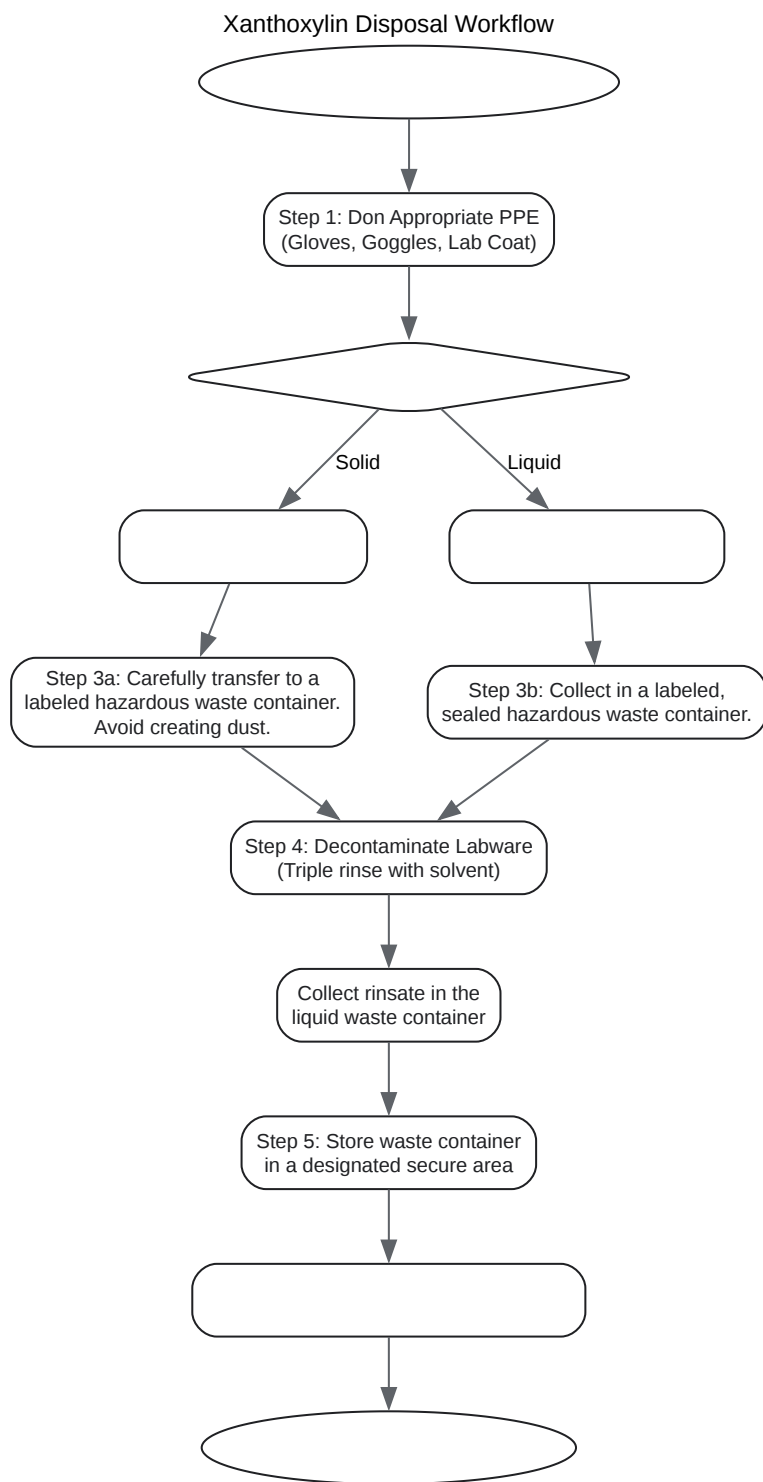 Xanthoxylin Disposal Workflow
Step 1: Don Appropriate PPE
(Gloves, Goggles, Lab Coat)
Solid
Liquid
Step 3a: Carefully transfer to a
labeled hazardous waste container.
Avoid creating dust.
Step 3b: Collect in a labeled,
sealed hazardous waste container.
Step 4: Decontaminate Labware
(Triple rinse with solvent)
Collect rinsate in the
liquid waste container
Step 5: Store waste container
in a designated secure area